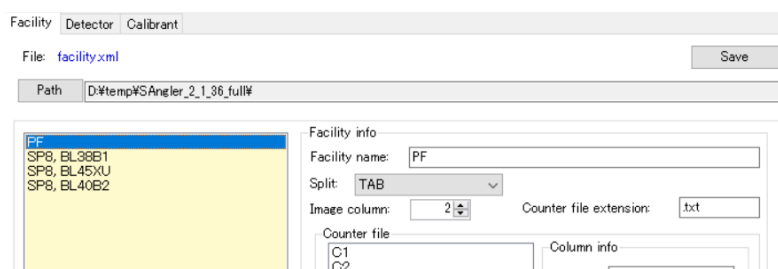 Facility Detector Calibrant
File: facility.xml
Save
Path D:¥temp¥SAngler_2_1_36_full¥
PF
SP8, BL38B1
SP8, BL45XU
SP8, BL40B2
Facility info
Facility name: PF
Split: TAB
Image column: 2 Counter file extension: .txt
Counter file
C1
C2
Column info